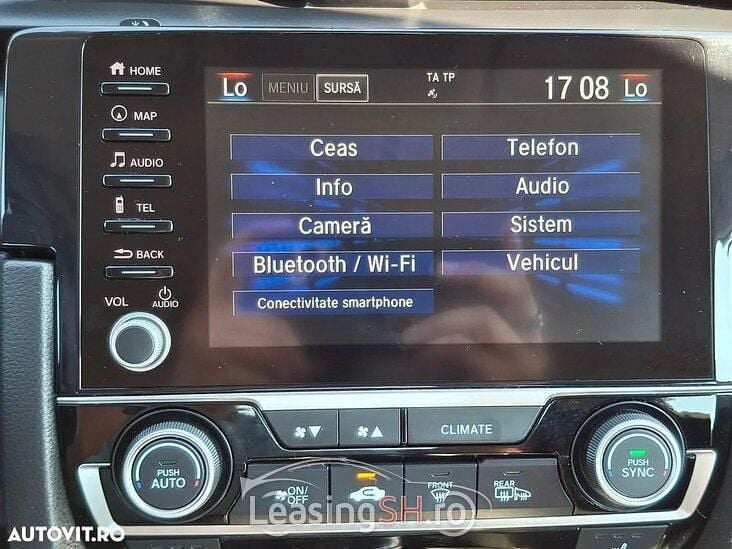 HOME
MAP
AUDIO
TEL
BACK
VOL
AUDIO
Lo
MENIU
SURSĂ
TA TP
17 08
Lo
Ceas
Telefon
Info
Audio
Cameră
Sistem
Bluetooth / Wi-Fi
Vehicul
Conectivitate smartphone
CLIMATE
PUSH
AUTO
ON/
OFF
FRONT
REAR
PUSH
SYNC
LeasingSH.ro
AUTOVIT.RO